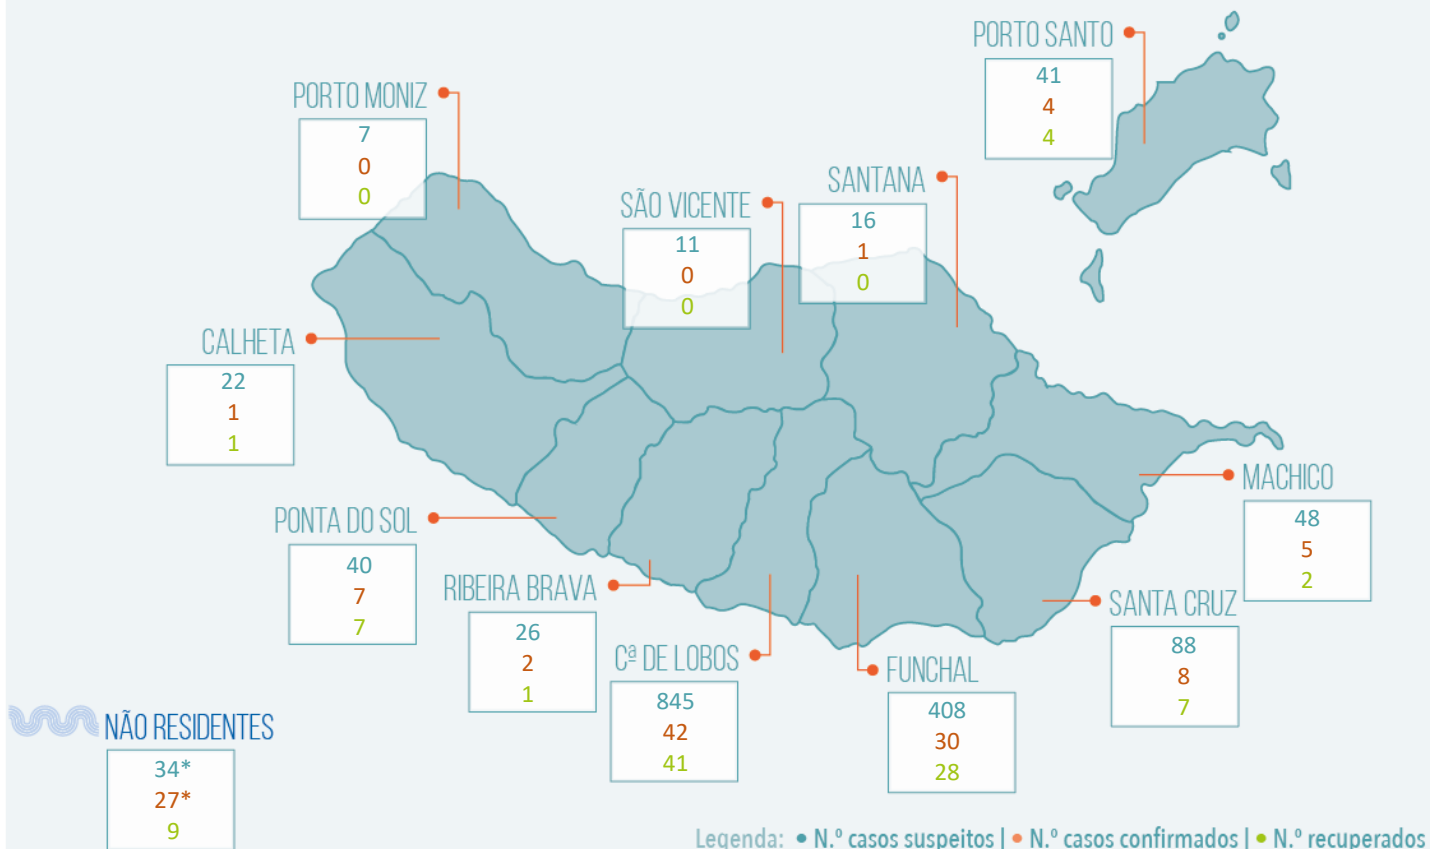 PORTO SANTO
41
4
4
PORTO MONIZ
7
0
0
SANTANA
16
1
0
SÃO VICENTE
11
0
0
CALHETA
22
1
1
MACHICO
48
5
2
PONTA DO SOL
40
7
7
RIBEIRA BRAVA
26
2
1
SANTA CRUZ
88
8
7
Cª DE LOBOS
845
42
41
FUNCHAL
408
30
28
NÃO RESIDENTES
34*
27*
9
Legenda: • N.º casos suspeitos | • N.º casos confirmados | • N.º recuperados